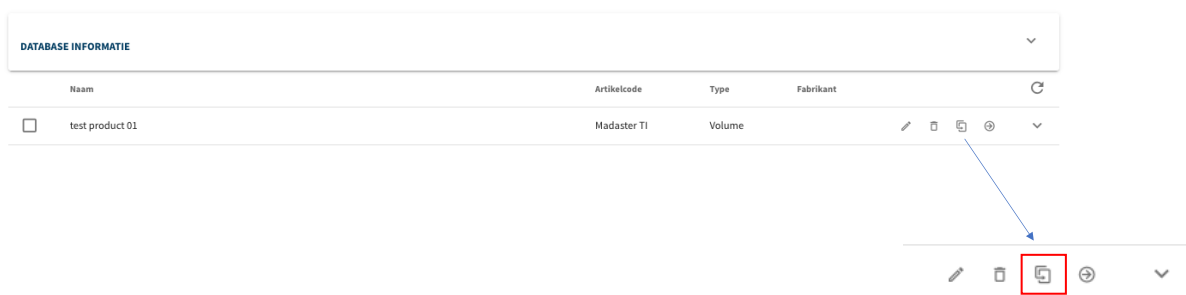 DATABASE INFORMATIE
Naam Artikelcode Type Fabrikant
test product 01 Madaster TI Volume